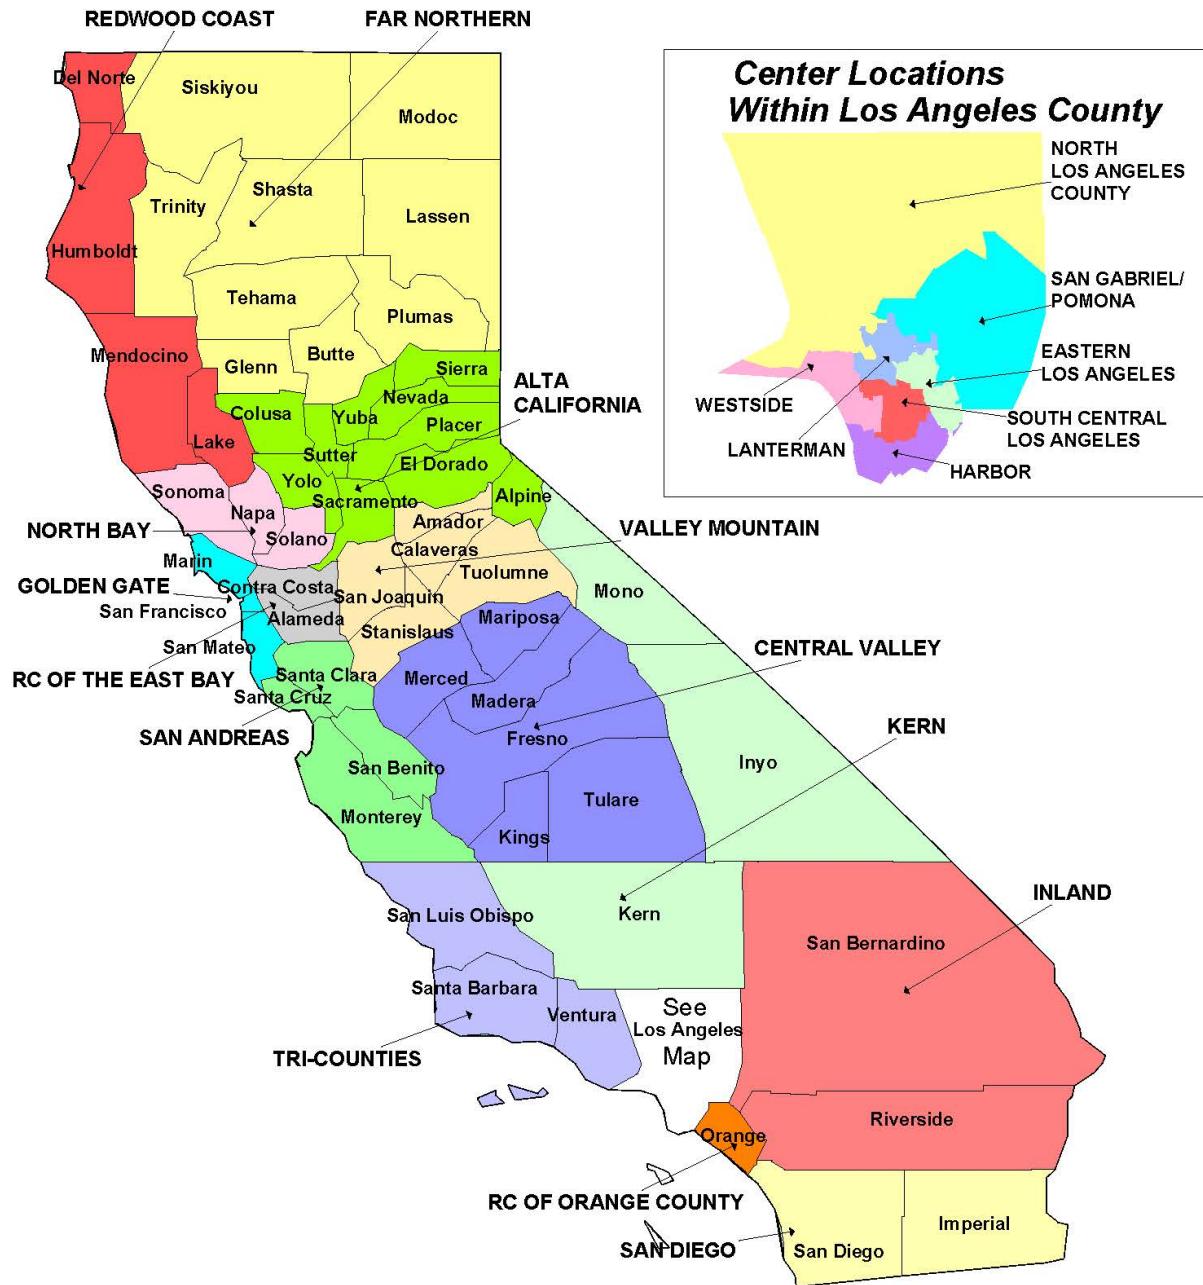 REDWOOD COAST
FAR NORTHERN
Center Locations
Within Los Angeles County
NORTH
LOS ANGELES
COUNTY
SAN GABRIEL/
POMONA
EASTERN
LOS ANGELES
WESTSIDE
SOUTH CENTRAL
LOS ANGELES
LANTERMAN
HARBOR
Del Norte
Siskiyou
Modoc
Shasta
Trinity
Lassen
Humboldt
Tehama
Plumas
Mendocino
Butte
Glenn
Sierra
ALTA
CALIFORNIA
Nevada
Colusa
Yuba
Placer
Lake
Sutter
El Dorado
Yolo
Sonoma
Sacramento
Alpine
Napa
Amador
NORTH BAY
Solano
VALLEY MOUNTAIN
Calaveras
Marin
Tuolumne
GOLDEN GATE
Contra Costa
Mono
San Joaquin
San Francisco
Alameda
Mariposa
Stanislaus
San Mateo
CENTRAL VALLEY
RC OF THE EAST BAY
Santa Clara
Merced
Santa Cruz
Madera
KERN
SAN ANDREAS
Fresno
Inyo
San Benito
Tulare
Monterey
Kings
INLAND
San Luis Obispo
Kern
San Bernardino
Santa Barbara
See
Los Angeles
Map
Ventura
TRI-COUNTIES
Riverside
Orange
RC OF ORANGE COUNTY
Imperial
SAN DIEGO
San Diego